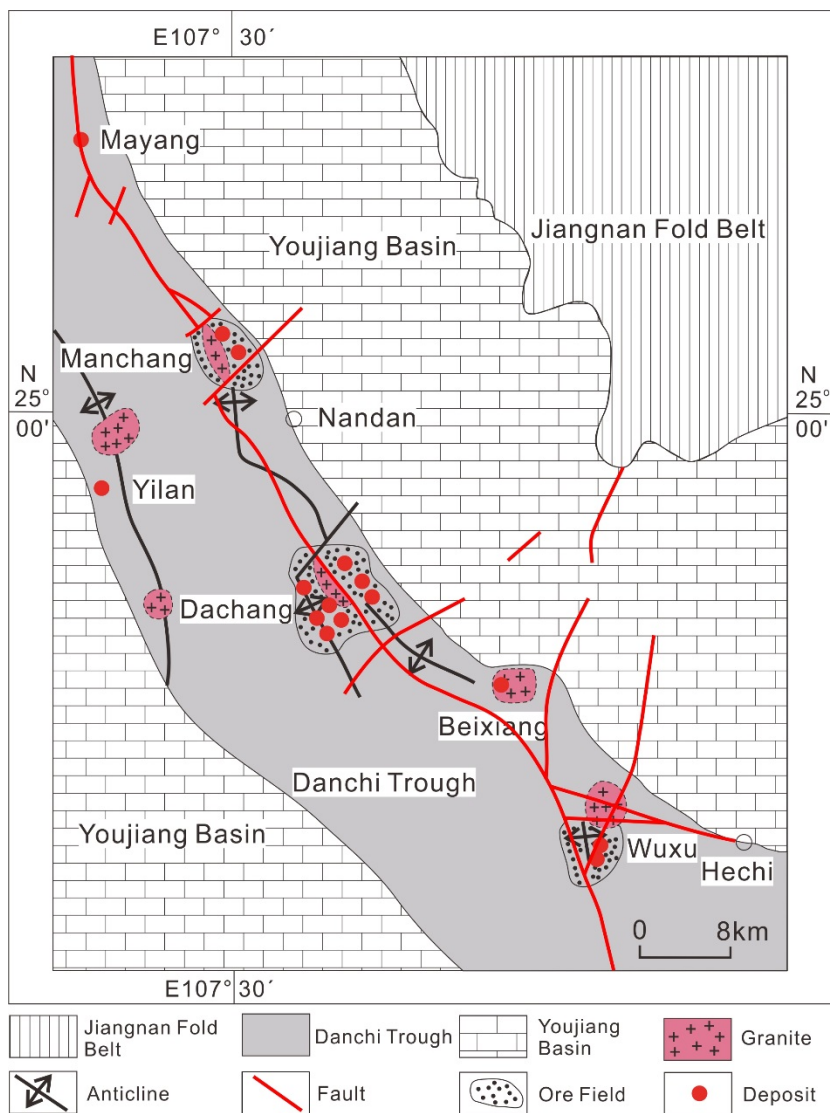 E107° 30′
Mayang
Youjiang Basin
Jiangnan Fold Belt
Manchang
N
25°
00'
Nandan
N
25°
00'
Yilan
Dachang
Beixiang
Danchi Trough
Youjiang Basin
Wuxu
Hechi
0 8km
E107° 30′
Jiangnan Fold
Belt
Danchi Trough
Youjiang
Basin
Granite
Anticline
Fault
Ore Field
Deposit